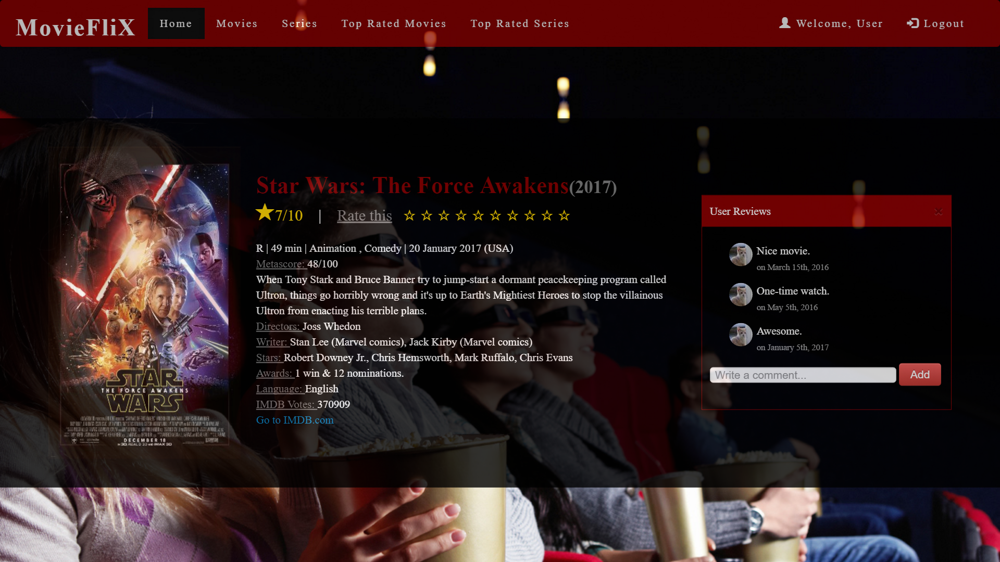 MovieFliX
Home
Movies
Series
Top Rated Movies
Top Rated Series
Welcome, User
Logout
Star Wars: The Force Awakens(2017)
7/10 | Rate this
R | 49 min | Animation , Comedy | 20 January 2017 (USA)
Metascore: 48/100
When Tony Stark and Bruce Banner try to jump-start a dormant peacekeeping program called
Ultron, things go horribly wrong and it's up to Earth's Mightiest Heroes to stop the villainous
Ultron from enacting his terrible plans.
Directors: Joss Whedon
Writer: Stan Lee (Marvel comics), Jack Kirby (Marvel comics)
Stars: Robert Downey Jr., Chris Hemsworth, Mark Ruffalo, Chris Evans
Awards: 1 win & 12 nominations.
Language: English
IMDB Votes: 370909
Go to IMDB.com
STAR
THE FORCE AWAKENS
WARS
DECEMBER 18
IN 3D, REAL D 3D AND IMAX 3D
User Reviews
Nice movie.
on March 15th, 2016
One-time watch.
on May 5th, 2016
Awesome.
on January 5th, 2017
Write a comment...
Add